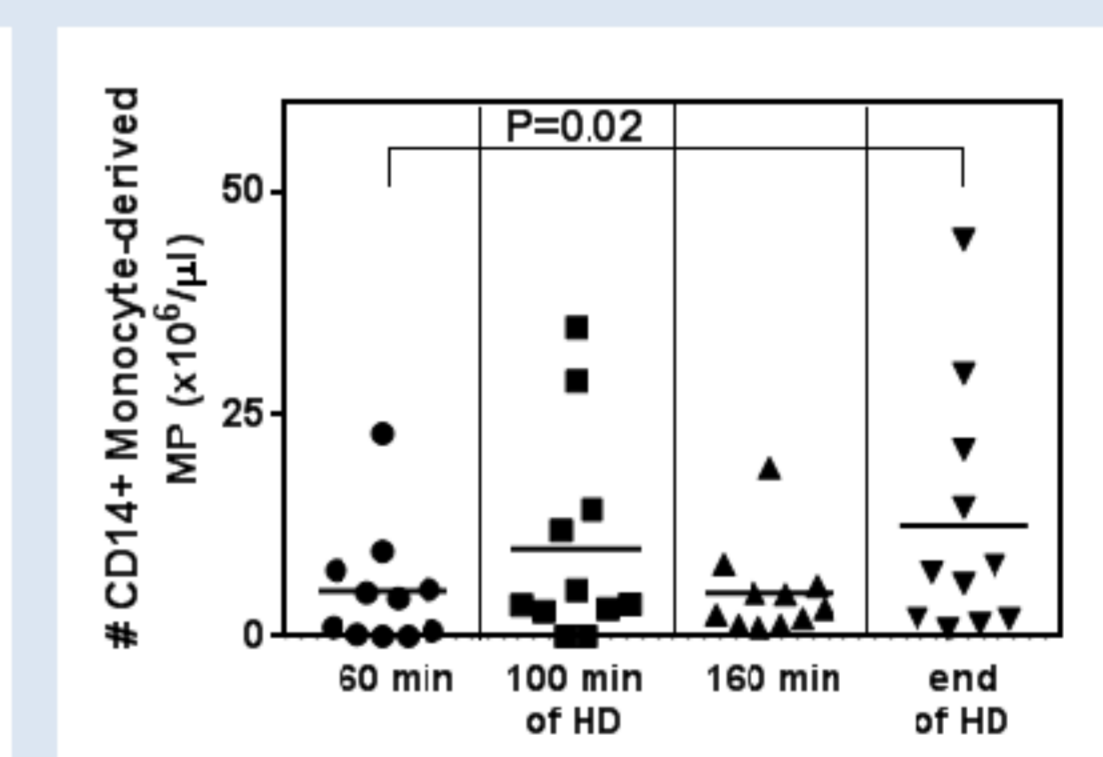 # CD14+ Monocyte-derived
MP (x10⁶/µl)
P=0.02
50
25
0
60 min
100 min
of HD
160 min
end
of HD